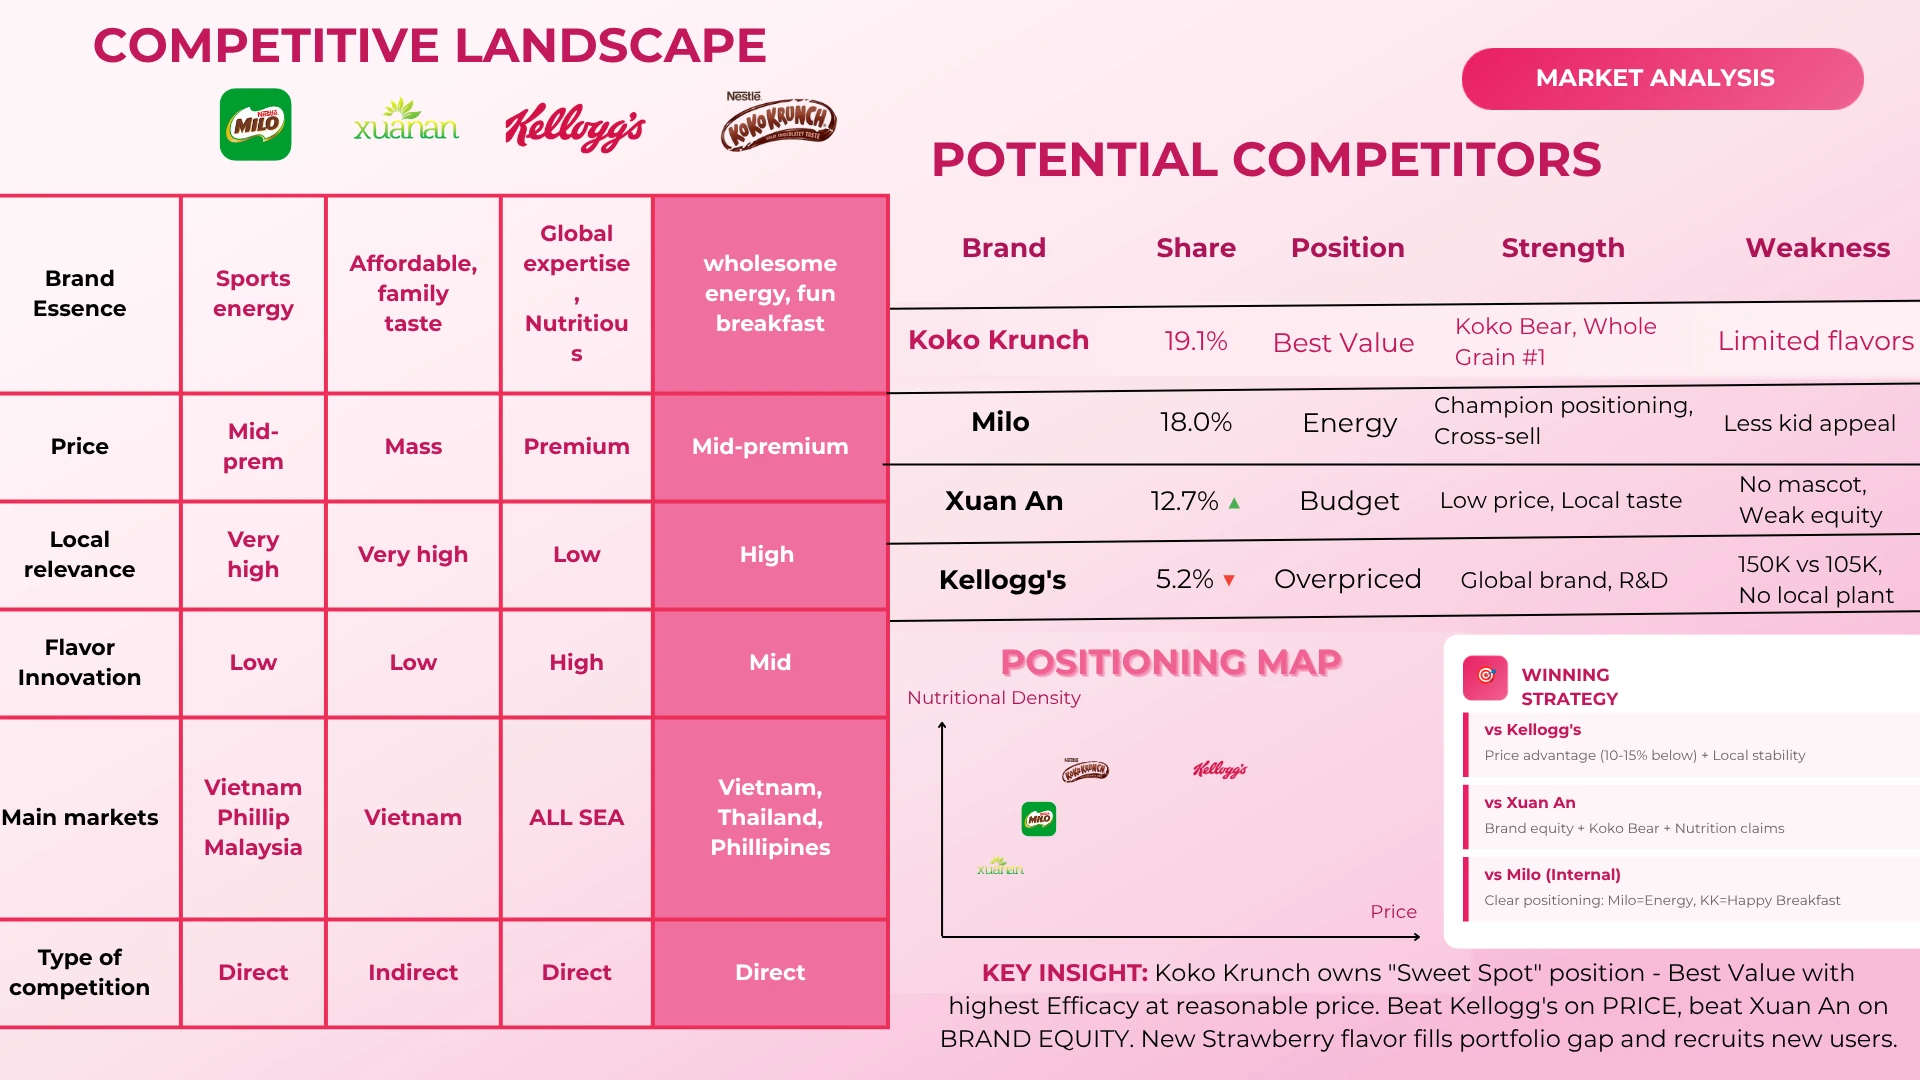 COMPETITIVE LANDSCAPE
Nestlé MILO
xuanan
Kellogg's
Nestlé
KOKO KRUNCH
Brand
Essence
Sports
energy
Affordable,
family
taste
Global
expertise
,
Nutritiou
s
wholesome
energy, fun
breakfast
Price
Mid-
prem
Mass
Premium
Mid-premium
Local
relevance
Very
high
Very high
Low
High
Flavor
Innovation
Low
Low
High
Mid
Main markets
Vietnam
Phillip
Malaysia
Vietnam
ALL SEA
Vietnam,
Thailand,
Phillipines
Type of
competition
Direct
Indirect
Direct
Direct
MARKET ANALYSIS
POTENTIAL COMPETITORS
Brand Share Position Strength Weakness
Koko Krunch
19.1%
Best Value
Koko Bear, Whole
Grain #1
Limited flavors
Milo
18.0%
Energy
Champion positioning,
Cross-sell
Less kid appeal
Xuan An
12.7% ▲
Budget
Low price, Local taste
No mascot,
Weak equity
Kellogg's
5.2% ▼
Overpriced
Global brand, R&D
150K vs 105K,
No local plant
POSITIONING MAP
Nutritional Density
KOKO KRUNCH
Kellogg's
MILO
xuanan
Price
WINNING
STRATEGY
vs Kellogg's
Price advantage (10-15% below) + Local stability
vs Xuan An
Brand equity + Koko Bear + Nutrition claims
vs Milo (Internal)
Clear positioning: Milo=Energy, KK=Happy Breakfast
KEY INSIGHT: Koko Krunch owns "Sweet Spot" position - Best Value with
highest Efficacy at reasonable price. Beat Kellogg's on PRICE, beat Xuan An on
BRAND EQUITY. New Strawberry flavor fills portfolio gap and recruits new users.